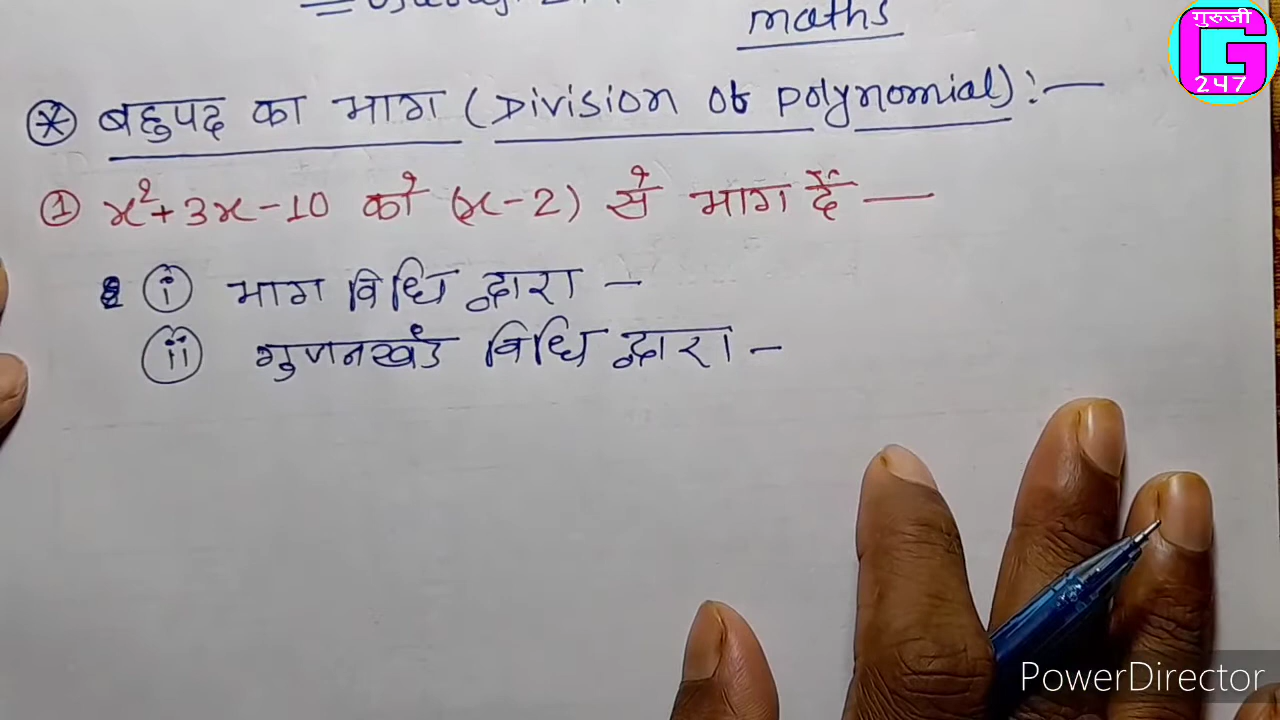 maths
गुरुजी
G
247
* बहुपद का भाग (Division of polynomial):—
① x²+3x-10 को (x-2) से भाग दें —
(i) भाग विधि द्वारा -
(ii) गुणनखंड विधि द्वारा -
PowerDirector